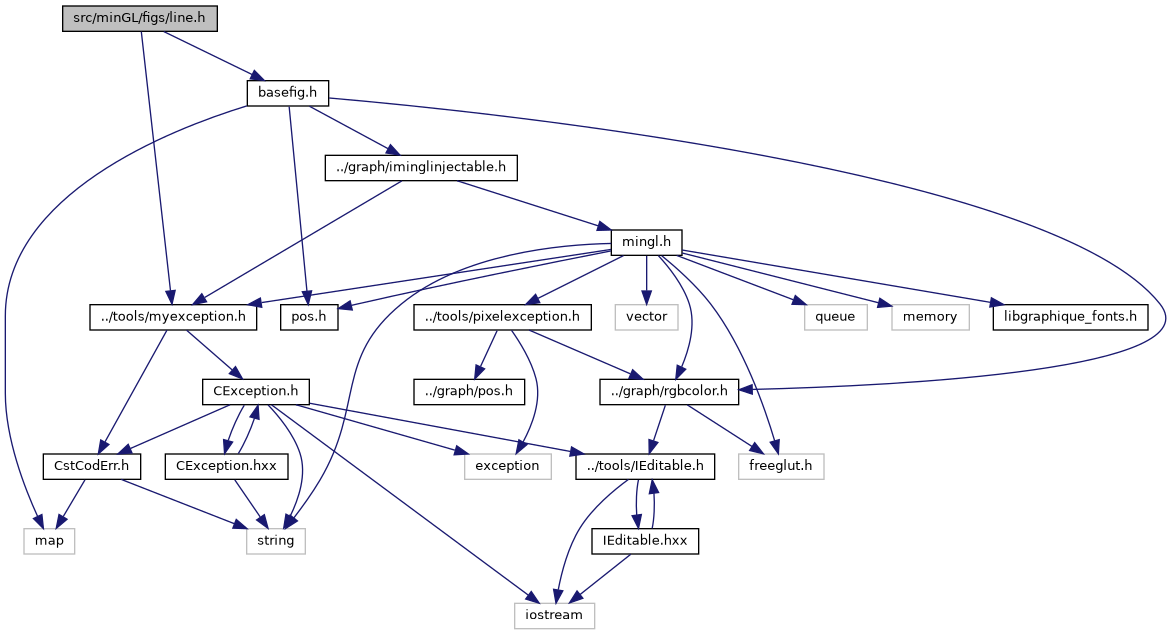 src/minGL/figs/line.h
basefig.h
../graph/iminglinjectable.h
mingl.h
../tools/myexception.h
pos.h
../tools/pixelexception.h
vector
queue
memory
libgraphique_fonts.h
CException.h
../graph/pos.h
../graph/rgbcolor.h
CstCodErr.h
CException.hxx
exception
../tools/IEditable.h
freeglut.h
map
string
IEditable.hxx
iostream